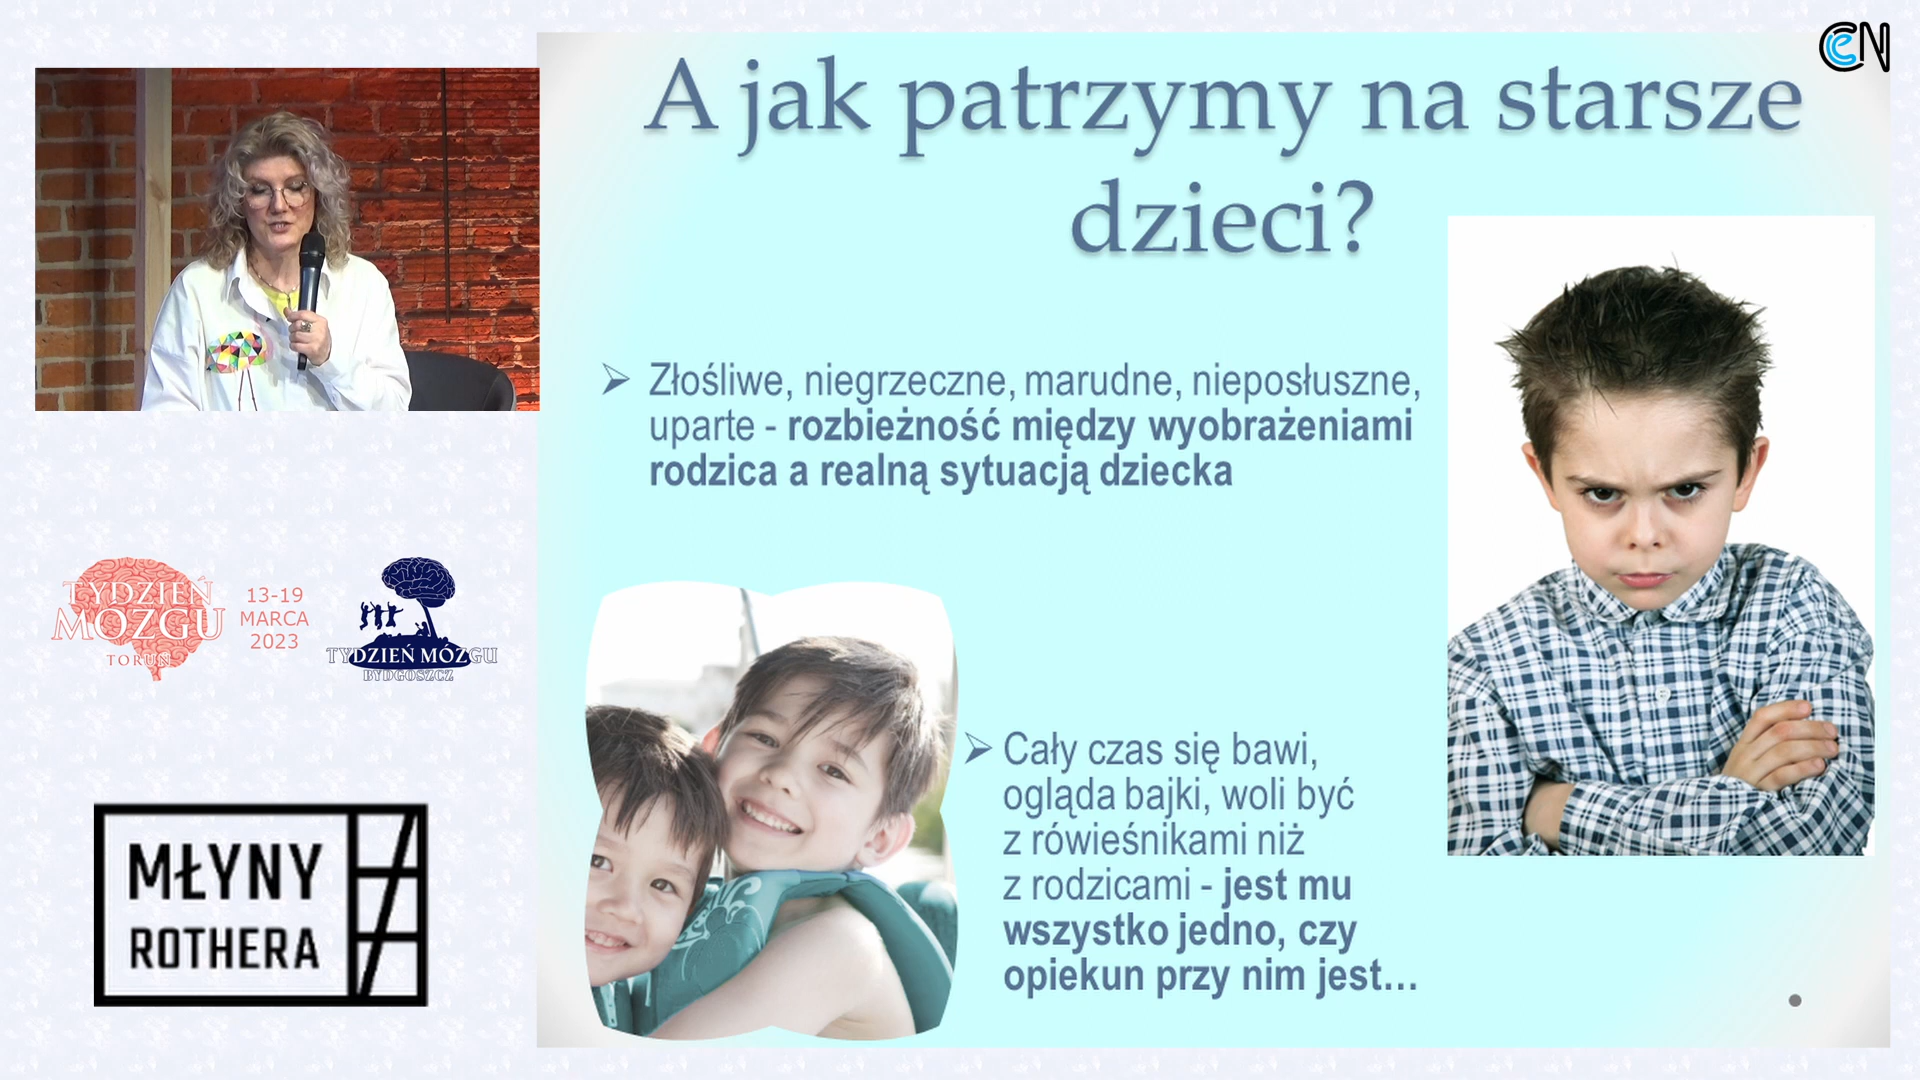 A jak patrzymy na starsze
dzieci?
Złośliwe, niegrzeczne, marudne, nieposłuszne,
uparte - rozbieżność między wyobrażeniami
rodzica a realną sytuacją dziecka
Cały czas się bawi,
ogląda bajki, woli być
z rówieśnikami niż
z rodzicami - jest mu
wszystko jedno, czy
opiekun przy nim jest...
TYDZIEŃ
MÓZGU
TORUŃ
13-19
MARCA
2023
TYDZIEŃ MÓZGU
BYDGOSZCZ
MŁYNY
ROTHERA
CeN